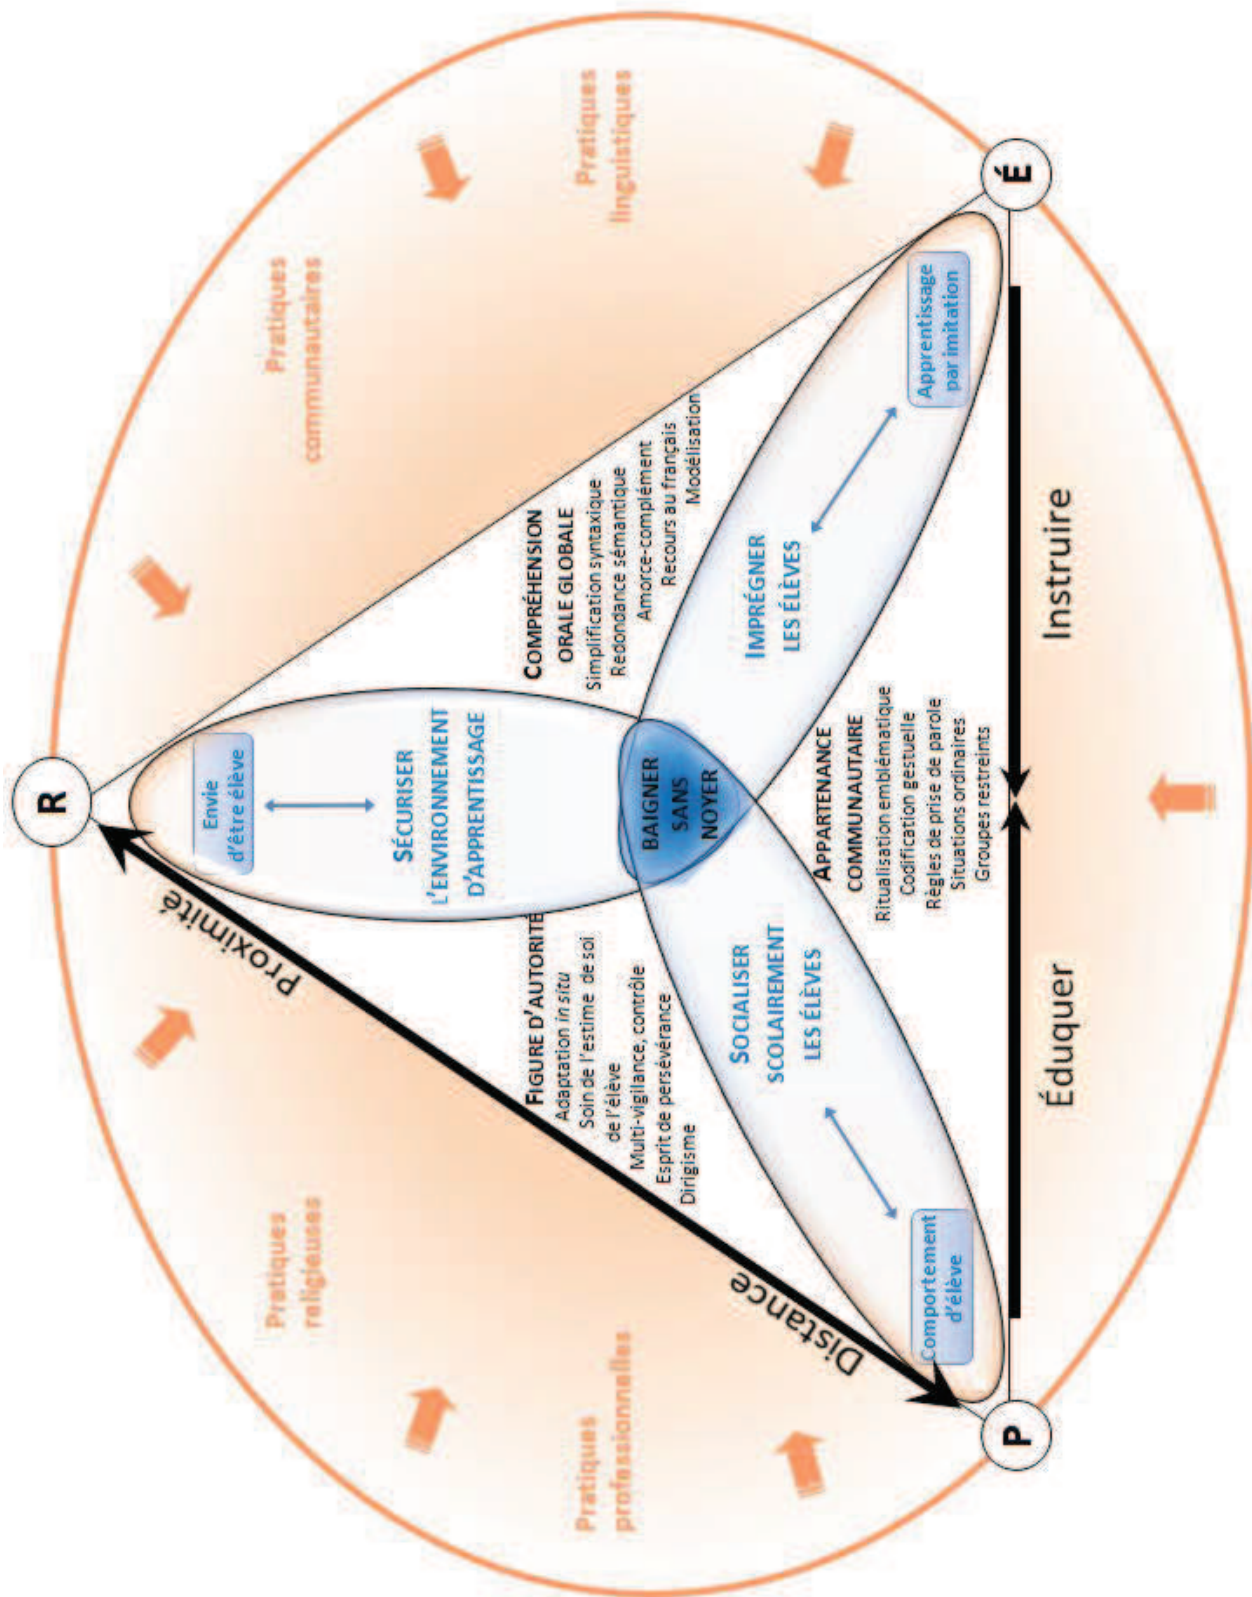 R
Pratiques
religieuses
Pratiques
communautaires
Proximité
Envie
d'être élève
SÉCURISER
L'ENVIRONNEMENT
D'APPRENTISSAGE
Pratiques
professionnelles
Pratiques
linguistiques
FIGURE D'AUTORITÉ
Adaptation in situ
Soin de l'estime de soi
de l'élève
Multi-vigilance, contrôle
Esprit de persévérance
Dirigisme
COMPRÉHENSION
ORALE GLOBALE
Simplification syntaxique
Redondance sémantique
Amorce-complément
Recours au français
Modélisation
BAIGNER
SANS
NOYER
Distance
SOCIALISER
SCOLAIREMENT
LES ÉLÈVES
IMPRÉGNER
LES ÉLÈVES
APPARTENANCE
COMMUNAUTAIRE
Ritualisation emblématique
Codification gestuelle
Règles de prise de parole
Situations ordinaires
Groupes restreints
Comportement
d'élève
Apprentissage
par imitation
P
É
Éduquer
Instruire